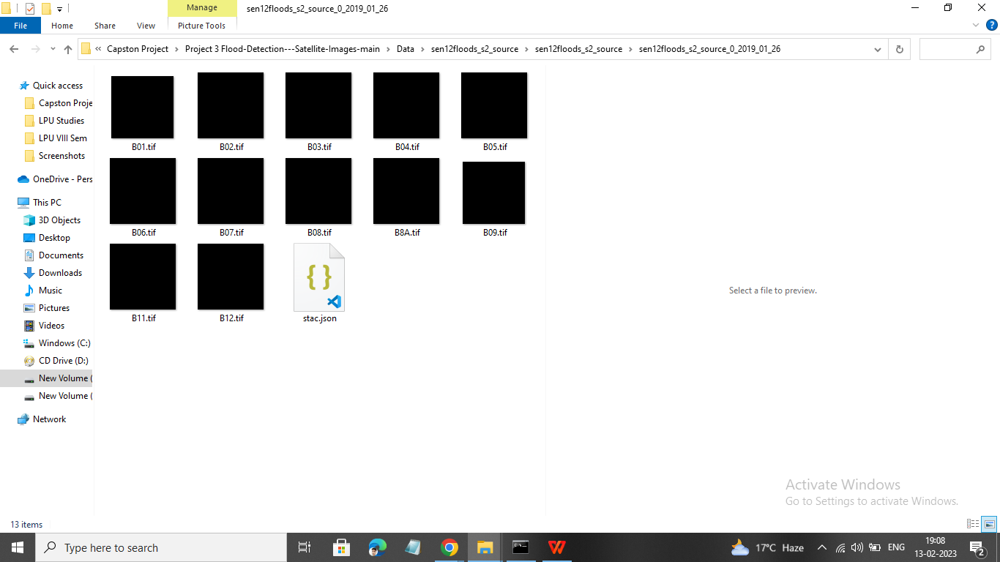 Manage
sen12floods_s2_source_0_2019_01_26
File
Home
Share
View
Picture Tools
Capston Project
Project 3 Flood-Detection---Satellite-Images-main
Data
sen12floods_s2_source
sen12floods_s2_source
sen12floods_s2_source_0_2019_01_26
Quick access
Capston Proje
LPU Studies
LPU VIII Sem
Screenshots
OneDrive - Pers
This PC
3D Objects
Desktop
Documents
Downloads
Music
Pictures
Videos
Windows (C:)
CD Drive (D:)
New Volume (
New Volume (
Network
B01.tif
B02.tif
B03.tif
B04.tif
B05.tif
B06.tif
B07.tif
B08.tif
B8A.tif
B09.tif
B11.tif
B12.tif
stac.json
Select a file to preview.
Activate Windows
Go to Settings to activate Windows.
13 items
Type here to search
17°C Haze
ENG
19:08
13-02-2023
2